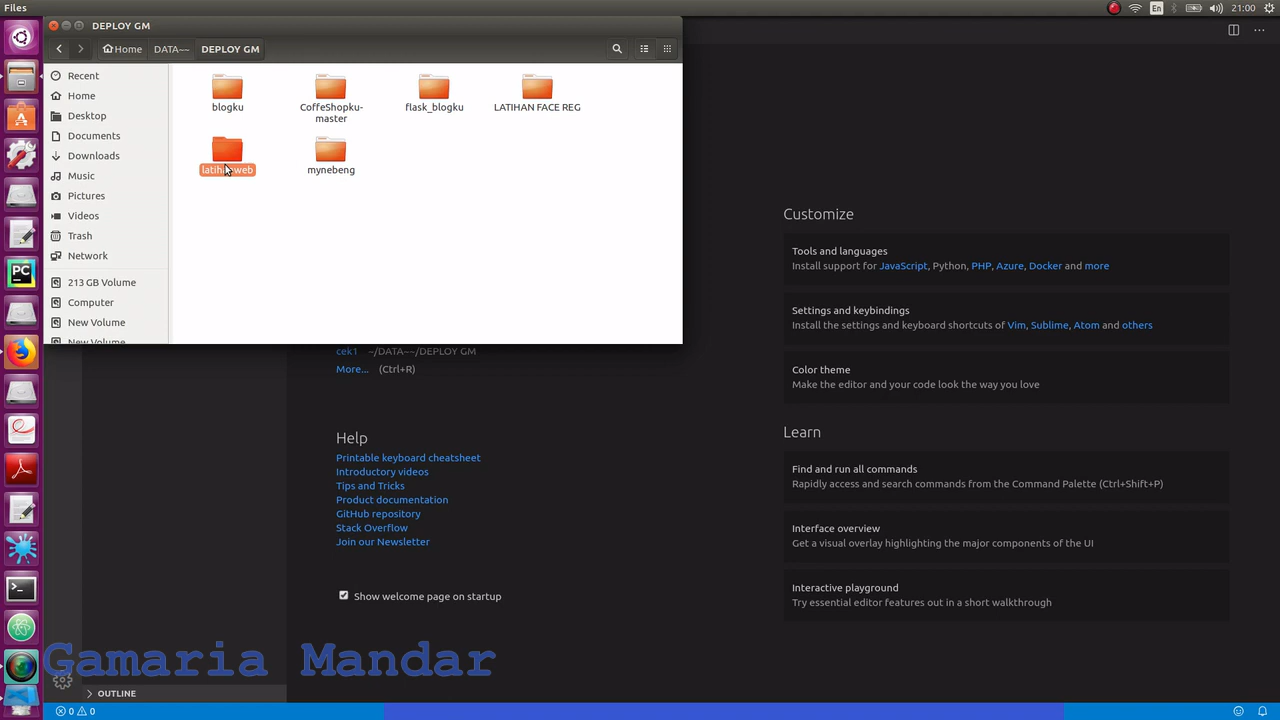 Files
En
21:00
DEPLOY GM
Home
DATA~~
DEPLOY GM
Recent
Home
Desktop
Documents
Downloads
Music
Pictures
Videos
Trash
Network
213 GB Volume
Computer
New Volume
New Volume
blogku
CoffeShopku-
master
flask_blogku
LATIHAN FACE REG
mynebeng
PC
cek1 ~/DATA~~/DEPLOY GM
More... (Ctrl+R)
Help
Printable keyboard cheatsheet
Introductory videos
Tips and Tricks
Product documentation
GitHub repository
Stack Overflow
Join our Newsletter
Show welcome page on startup
Customize
Tools and languages
Install support for JavaScript, Python, PHP, Azure, Docker and more
Settings and keybindings
Install the settings and keyboard shortcuts of Vim, Sublime, Atom and others
Color theme
Make the editor and your code look the way you love
Learn
Find and run all commands
Rapidly access and search commands from the Command Palette (Ctrl+Shift+P)
Interface overview
Get a visual overlay highlighting the major components of the UI
Interactive playground
Try essential editor features out in a short walkthrough
Gamaria Mandar
OUTLINE
0 0